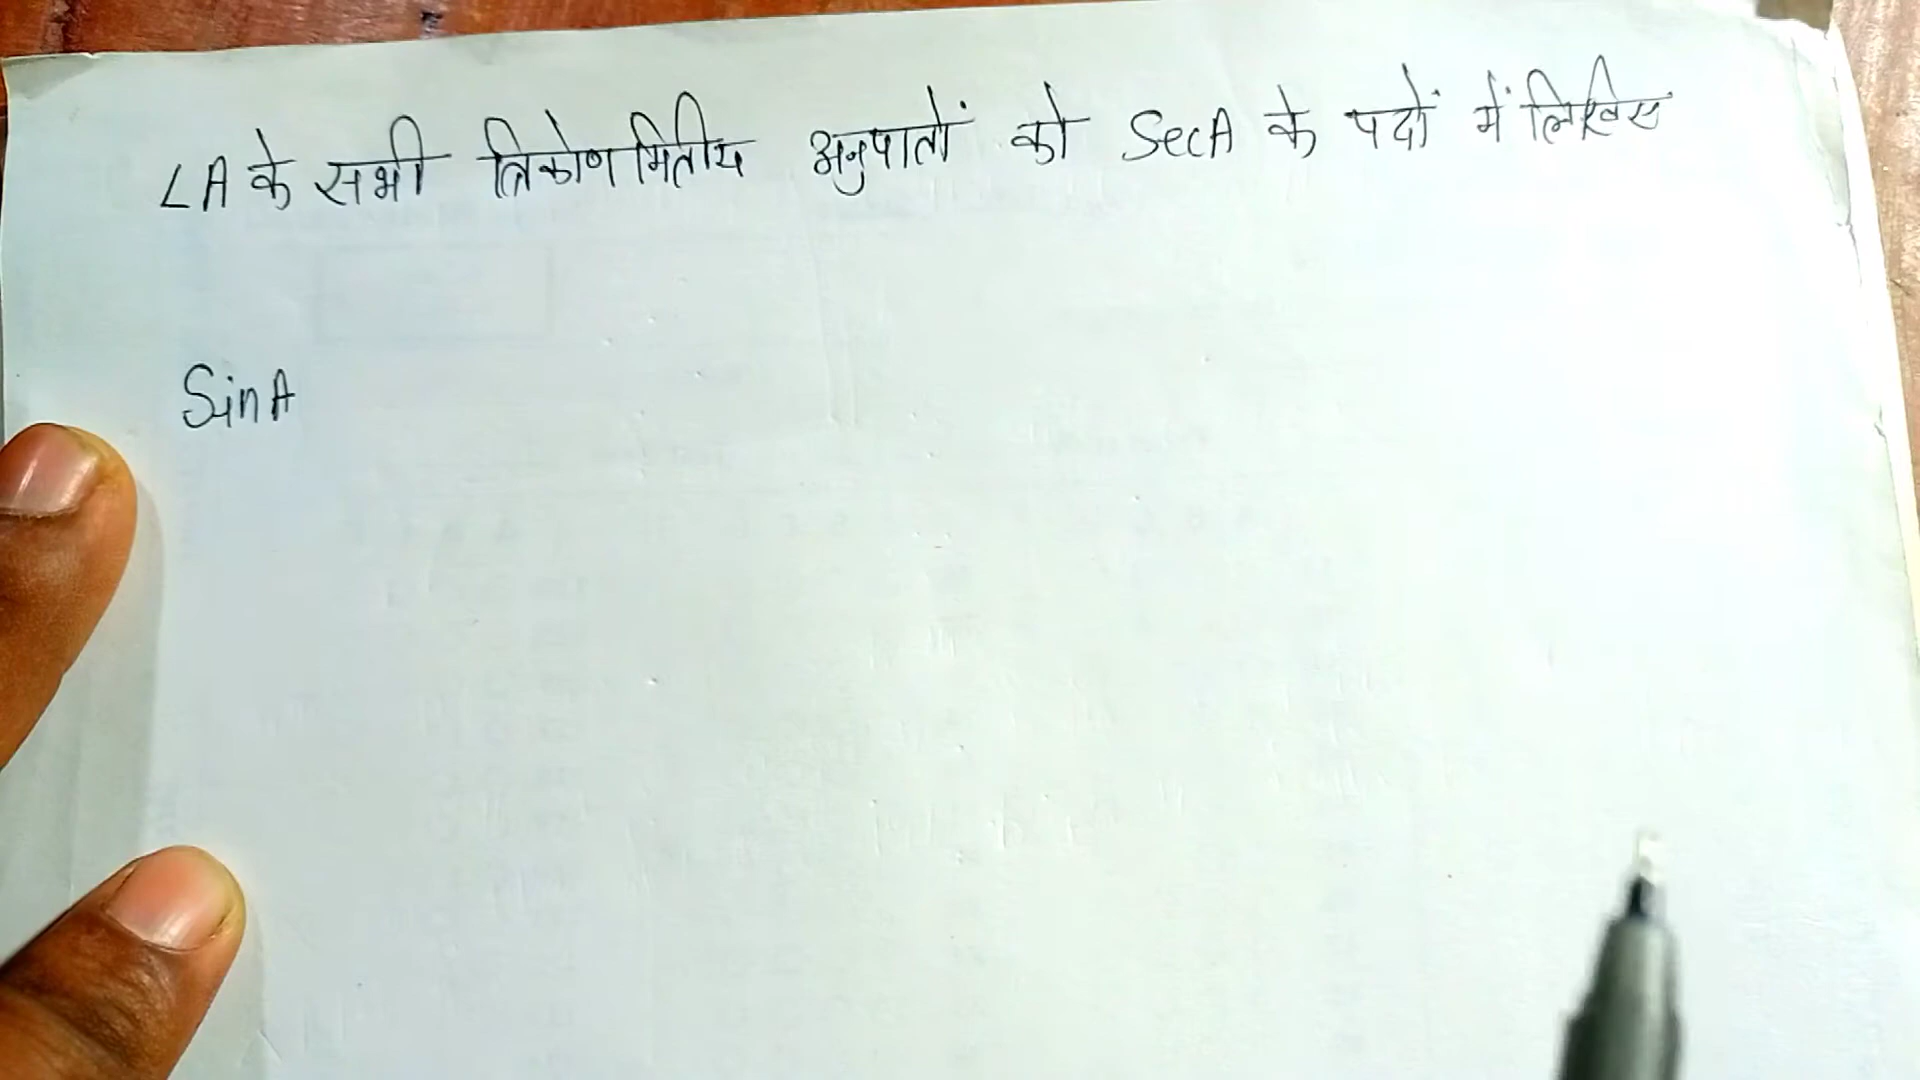 ∠A के सभी त्रिकोणमितीय अनुपातों को SecA के पदों में लिखिए
SinA